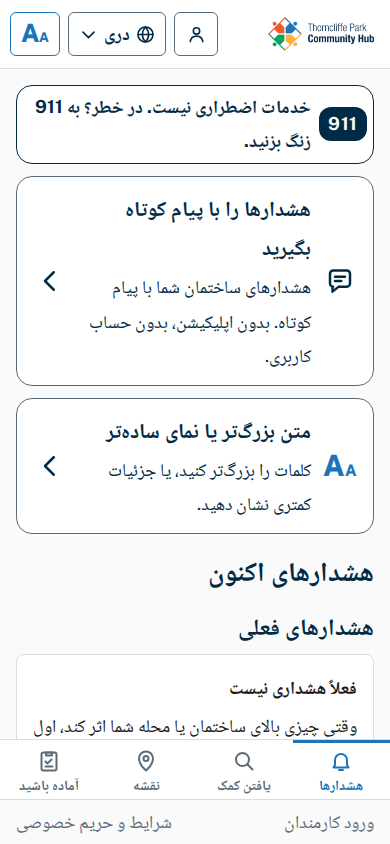 Thorncliffe Park
Community Hub
دری
AA
911
خدمات اضطراری نیست. در خطر؟ به 911
زنگ بزنید.
هشدارها را با پیام کوتاه
بگیرید
هشدارهای ساختمان شما با پیام
کوتاه. بدون اپلیکیشن، بدون حساب
کاربری.
AA
متن بزرگ‌تر یا نمای ساده‌تر
کلمات را بزرگ‌تر کنید، یا جزئیات
کمتری نشان دهید.
هشدارهای اکنون
هشدارهای فعلی
فعلاً هشداری نیست
وقتی چیزی بالای ساختمان یا محله شما اثر کند، اول
هشدارها
یافتن کمک
نقشه
آماده باشید
ورود کارمندان
شرایط و حریم خصوصی